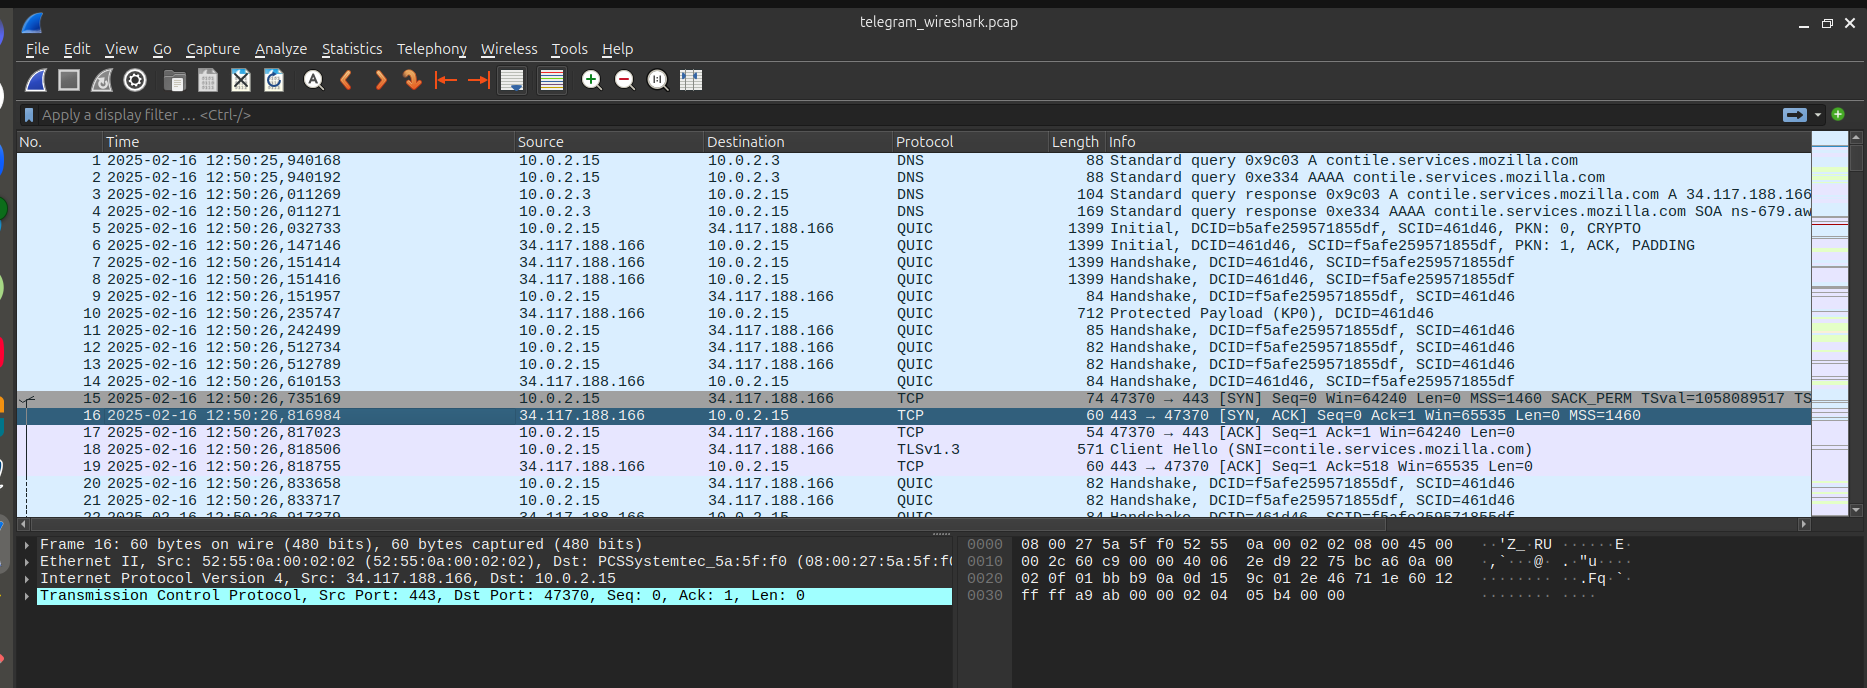 telegram_wireshark.pcap
File Edit View Go Capture Analyze Statistics Telephony Wireless Tools Help
Apply a display filter … <Ctrl-/>
No. Time Source Destination Protocol Length Info
1 2025-02-16 12:50:25,940168 10.0.2.15 10.0.2.3 DNS 88 Standard query 0x9c03 A contile.services.mozilla.com
2 2025-02-16 12:50:25,940192 10.0.2.15 10.0.2.3 DNS 88 Standard query 0xe334 AAAA contile.services.mozilla.com
3 2025-02-16 12:50:26,011269 10.0.2.3 10.0.2.15 DNS 104 Standard query response 0x9c03 A contile.services.mozilla.com A 34.117.188.166
4 2025-02-16 12:50:26,011271 10.0.2.3 10.0.2.15 DNS 169 Standard query response 0xe334 AAAA contile.services.mozilla.com SOA ns-679.aw
5 2025-02-16 12:50:26,032733 10.0.2.15 34.117.188.166 QUIC 1399 Initial, DCID=b5afe259571855df, SCID=461d46, PKN: 0, CRYPTO
6 2025-02-16 12:50:26,147146 34.117.188.166 10.0.2.15 QUIC 1399 Initial, DCID=461d46, SCID=f5afe259571855df, PKN: 1, ACK, PADDING
7 2025-02-16 12:50:26,151414 34.117.188.166 10.0.2.15 QUIC 1399 Handshake, DCID=461d46, SCID=f5afe259571855df
8 2025-02-16 12:50:26,151416 34.117.188.166 10.0.2.15 QUIC 1399 Handshake, DCID=461d46, SCID=f5afe259571855df
9 2025-02-16 12:50:26,151957 10.0.2.15 34.117.188.166 QUIC 84 Handshake, DCID=f5afe259571855df, SCID=461d46
10 2025-02-16 12:50:26,235747 34.117.188.166 10.0.2.15 QUIC 712 Protected Payload (KP0), DCID=461d46
11 2025-02-16 12:50:26,242499 10.0.2.15 34.117.188.166 QUIC 85 Handshake, DCID=f5afe259571855df, SCID=461d46
12 2025-02-16 12:50:26,512734 10.0.2.15 34.117.188.166 QUIC 82 Handshake, DCID=f5afe259571855df, SCID=461d46
13 2025-02-16 12:50:26,512789 10.0.2.15 34.117.188.166 QUIC 82 Handshake, DCID=f5afe259571855df, SCID=461d46
14 2025-02-16 12:50:26,610153 34.117.188.166 10.0.2.15 QUIC 84 Handshake, DCID=461d46, SCID=f5afe259571855df
15 2025-02-16 12:50:26,735169 10.0.2.15 34.117.188.166 TCP 74 47370 → 443 [SYN] Seq=0 Win=64240 Len=0 MSS=1460 SACK_PERM TSval=1058089517 TS
16 2025-02-16 12:50:26,816984 34.117.188.166 10.0.2.15 TCP 60 443 → 47370 [SYN, ACK] Seq=0 Ack=1 Win=65535 Len=0 MSS=1460
17 2025-02-16 12:50:26,817023 10.0.2.15 34.117.188.166 TCP 54 47370 → 443 [ACK] Seq=1 Ack=1 Win=64240 Len=0
18 2025-02-16 12:50:26,818506 10.0.2.15 34.117.188.166 TLSv1.3 571 Client Hello (SNI=contile.services.mozilla.com)
19 2025-02-16 12:50:26,818755 34.117.188.166 10.0.2.15 TCP 60 443 → 47370 [ACK] Seq=1 Ack=518 Win=65535 Len=0
20 2025-02-16 12:50:26,833658 10.0.2.15 34.117.188.166 QUIC 82 Handshake, DCID=f5afe259571855df, SCID=461d46
21 2025-02-16 12:50:26,833717 10.0.2.15 34.117.188.166 QUIC 82 Handshake, DCID=f5afe259571855df, SCID=461d46
Frame 16: 60 bytes on wire (480 bits), 60 bytes captured (480 bits)
Ethernet II, Src: 52:55:0a:00:02:02 (52:55:0a:00:02:02), Dst: PCSSystemtec_5a:5f:f0 (08:00:27:5a:5f:f0
Internet Protocol Version 4, Src: 34.117.188.166, Dst: 10.0.2.15
Transmission Control Protocol, Src Port: 443, Dst Port: 47370, Seq: 0, Ack: 1, Len: 0
0000 08 00 27 5a 5f f0 52 55 0a 00 02 02 08 00 45 00 ··'Z_·RU ······E·
0010 00 2c 60 c9 00 00 40 06 2e d9 22 75 bc a6 0a 00 ·,`···@· .·"u····
0020 02 0f 01 bb b9 0a 0d 15 9c 01 2e 46 71 1e 60 12 ········ ··.Fq·`·
0030 ff ff a9 ab 00 00 02 04 05 b4 00 00 ········ ····